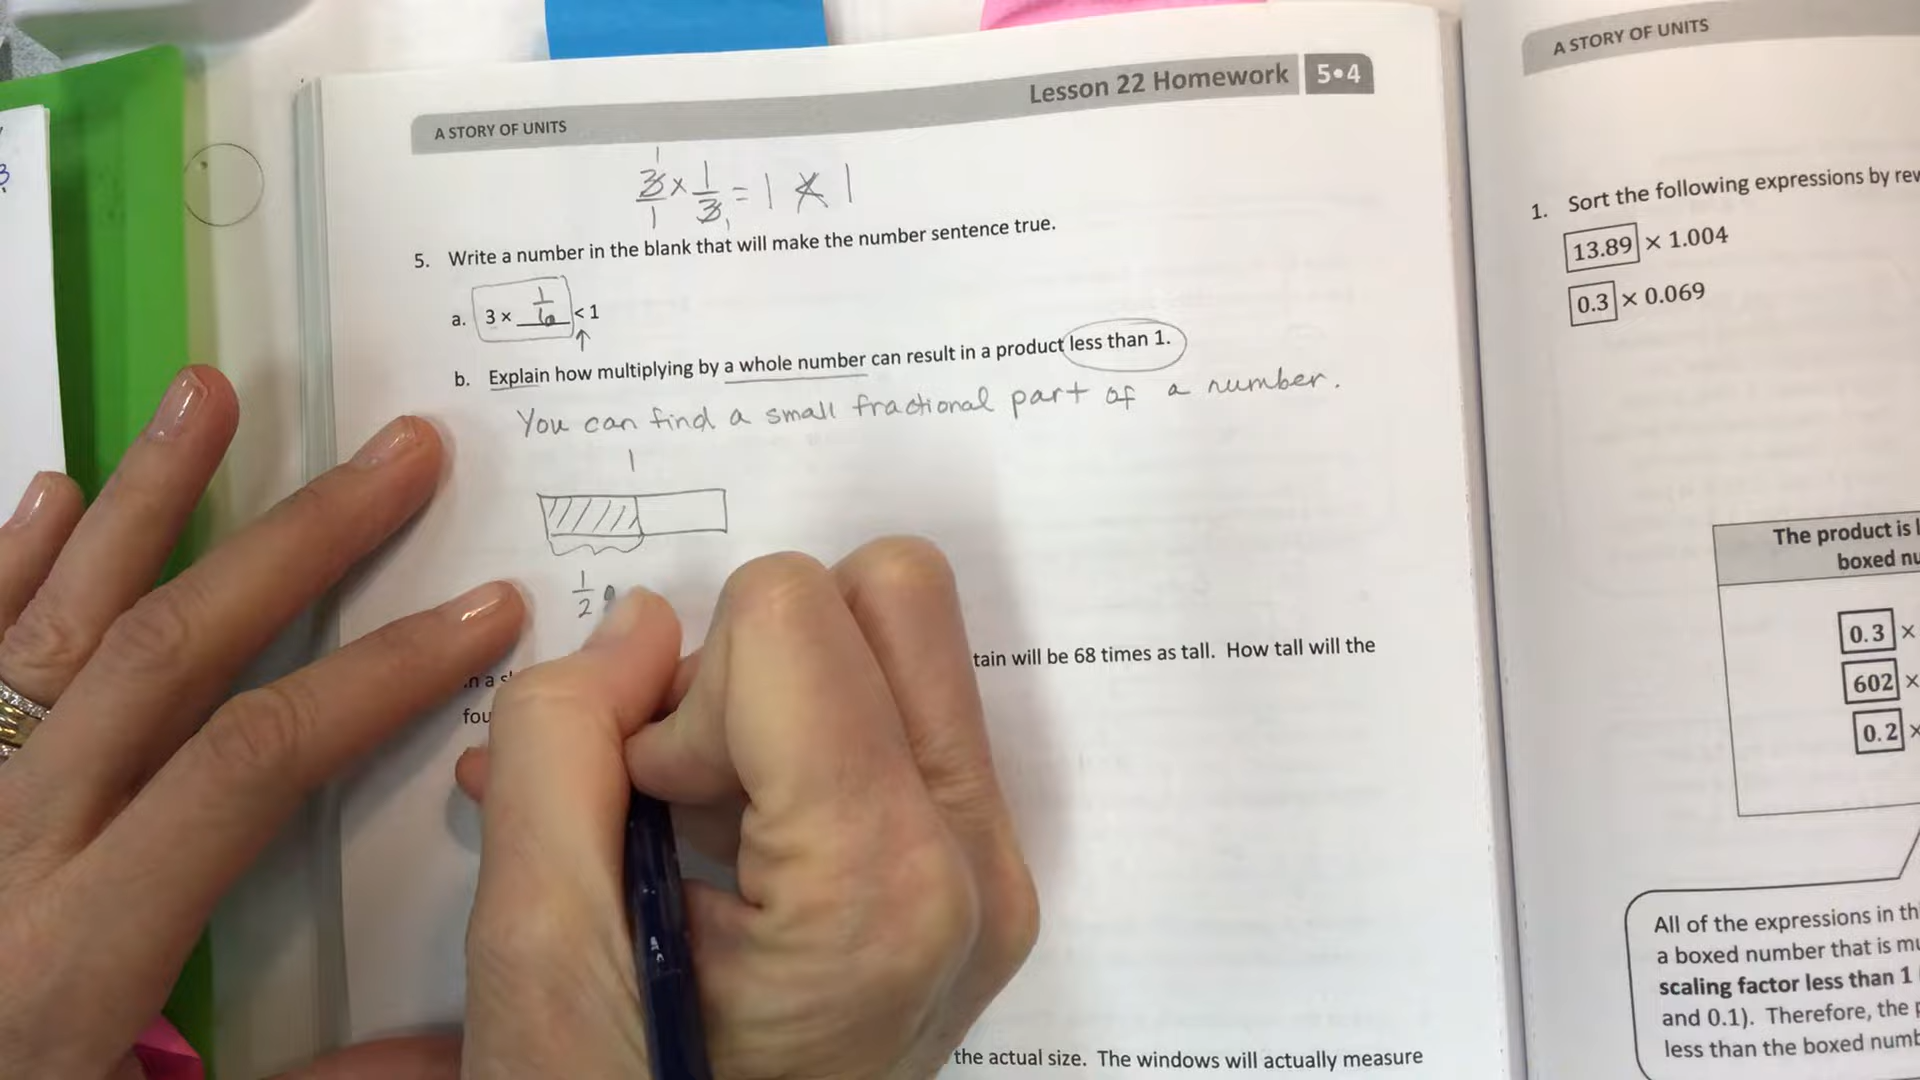 Lesson 22 Homework 5•4
A STORY OF UNITS
3/1 × 1/3 = 1 < 1
5. Write a number in the blank that will make the number sentence true.
a. 3 × 1/6 < 1
b. Explain how multiplying by a whole number can result in a product less than 1.
You can find a small fractional part of a number.
1
1/2
tain will be 68 times as tall. How tall will the
fou
the actual size. The windows will actually measure
A STORY OF UNITS
1. Sort the following expressions by rev
13.89 × 1.004
0.3 × 0.069
The product is
boxed nu
0.3 ×
602 ×
0.2 ×
All of the expressions in th
a boxed number that is mu
scaling factor less than 1
and 0.1). Therefore, the
less than the boxed numb